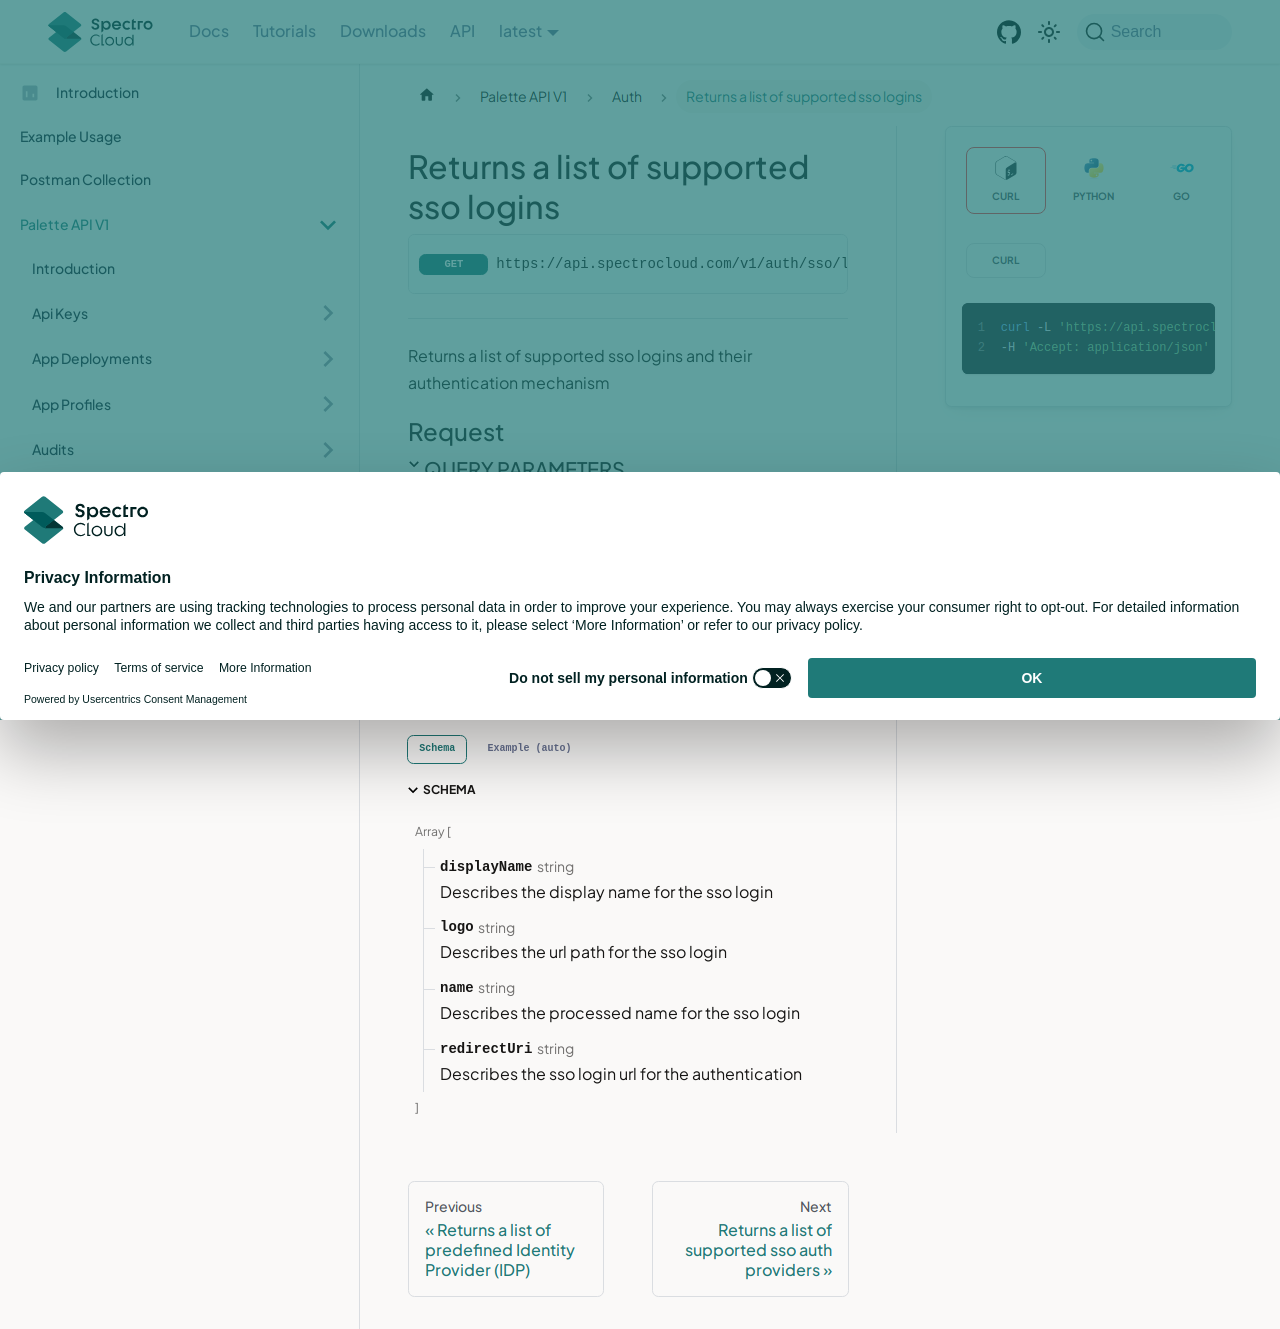 Spectro Cloud
Docs
Tutorials
Downloads
API
latest
Search
Introduction
Example Usage
Postman Collection
Palette API V1
Introduction
Api Keys
App Deployments
App Profiles
Audits
Palette API V1
Auth
Returns a list of supported sso logins
Returns a list of supported
sso logins
GET
https://api.spectrocloud.com/v1/auth/sso/l
Returns a list of supported sso logins and their
authentication mechanism
Request
QUERY PARAMETERS
CURL
PYTHON
GO
CURL
1 curl -L 'https://api.spectrocl
2 -H 'Accept: application/json'
Spectro
Cloud
Privacy Information
We and our partners are using tracking technologies to process personal data in order to improve your experience. You may always exercise your consumer right to opt-out. For detailed information
about personal information we collect and third parties having access to it, please select ‘More Information’ or refer to our privacy policy.
Privacy policy
Terms of service
More Information
Do not sell my personal information
OK
Powered by Usercentrics Consent Management
Schema
Example (auto)
SCHEMA
Array [
displayName string
Describes the display name for the sso login
logo string
Describes the url path for the sso login
name string
Describes the processed name for the sso login
redirectUri string
Describes the sso login url for the authentication
]
Previous
« Returns a list of
predefined Identity
Provider (IDP)
Next
Returns a list of
supported sso auth
providers »